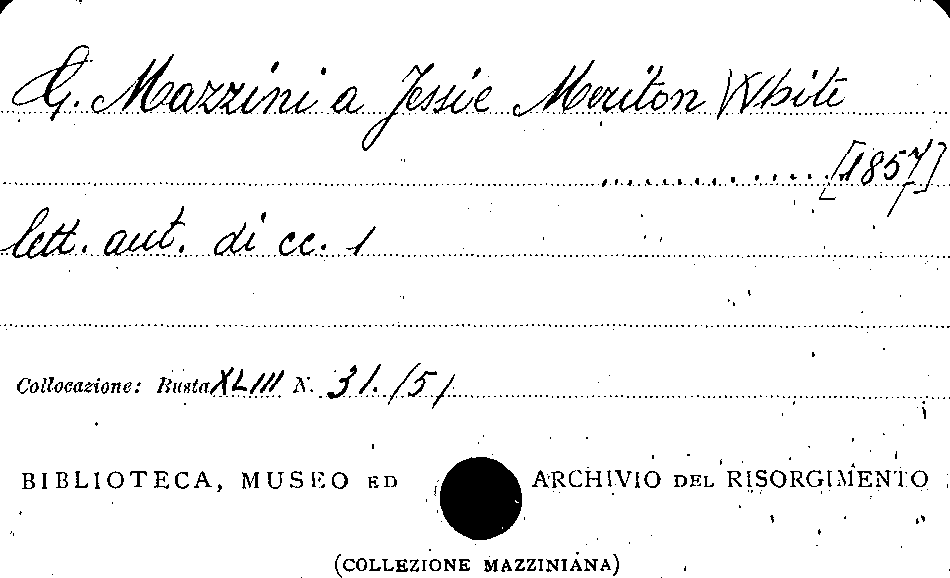 G. Mazzini a Jessie Meriton White
.............[1857]
lett. aut. di cc. 1
Collocazione: Busta XLIII N. 31./5/
BIBLIOTECA, MUSEO ED ARCHIVIO DEL RISORGIMENTO
(COLLEZIONE MAZZINIANA)